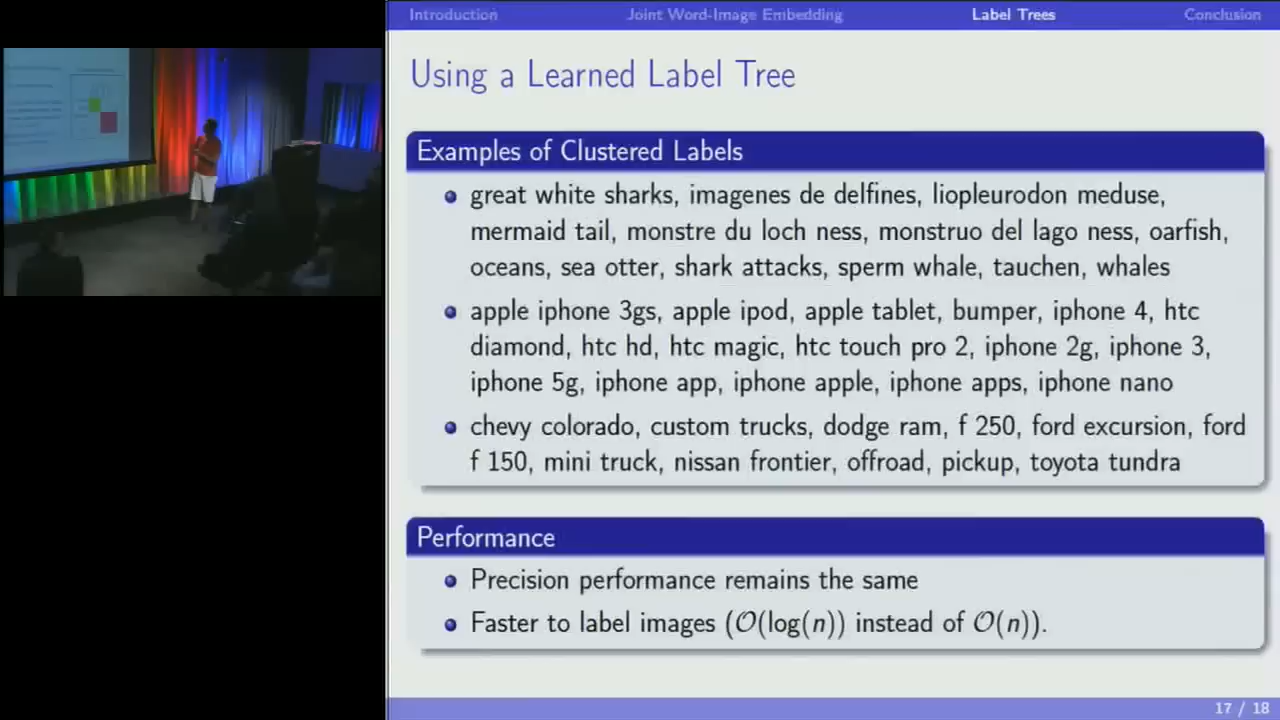 Introduction
Joint Word-Image Embedding
Label Trees
Conclusion
Using a Learned Label Tree
Examples of Clustered Labels
great white sharks, imagenes de delfines, liopleurodon meduse,
mermaid tail, monstre du loch ness, monstruo del lago ness, oarfish,
oceans, sea otter, shark attacks, sperm whale, tauchen, whales
apple iphone 3gs, apple ipod, apple tablet, bumper, iphone 4, htc
diamond, htc hd, htc magic, htc touch pro 2, iphone 2g, iphone 3,
iphone 5g, iphone app, iphone apple, iphone apps, iphone nano
chevy colorado, custom trucks, dodge ram, f 250, ford excursion, ford
f 150, mini truck, nissan frontier, offroad, pickup, toyota tundra
Performance
Precision performance remains the same
Faster to label images (O(log(n)) instead of O(n)).
17 / 18